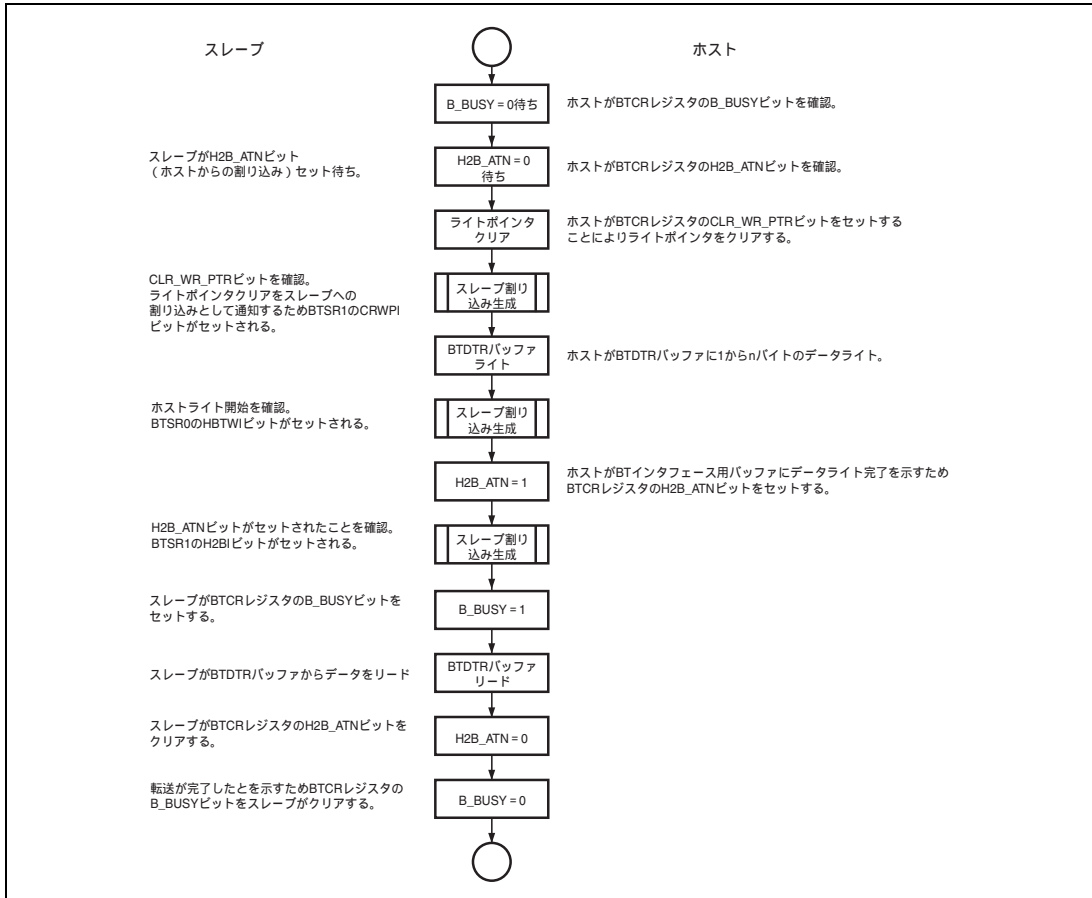 スレーブ
ホスト
B_BUSY = 0待ち
ホストがBTCRレジスタのB_BUSYビットを確認。
スレーブがH2B_ATNビット
（ホストからの割り込み）セット待ち。
H2B_ATN = 0
待ち
ホストがBTCRレジスタのH2B_ATNビットを確認。
ライトポインタ
クリア
ホストがBTCRレジスタのCLR_WR_PTRビットをセットする
ことによりライトポインタをクリアする。
CLR_WR_PTRビットを確認。
ライトポインタクリアをスレーブへの
割り込みとして通知するためBTSR1のCRWPI
ビットがセットされる。
スレーブ割り
込み生成
BTDTRバッファ
ライト
ホストがBTDTRバッファに1からnバイトのデータライト。
ホストライト開始を確認。
BTSR0のHBTWIビットがセットされる。
スレーブ割り
込み生成
H2B_ATN = 1
ホストがBTインタフェース用バッファにデータライト完了を示すため
BTCRレジスタのH2B_ATNビットをセットする。
H2B_ATNビットがセットされたことを確認。
BTSR1のH2BIビットがセットされる。
スレーブ割り
込み生成
スレーブがBTCRレジスタのB_BUSYビットを
セットする。
B_BUSY = 1
スレーブがBTDTRバッファからデータをリード
BTDTRバッファ
リード
スレーブがBTCRレジスタのH2B_ATNビットを
クリアする。
H2B_ATN = 0
転送が完了したとを示すためBTCRレジスタの
B_BUSYビットをスレーブがクリアする。
B_BUSY = 0